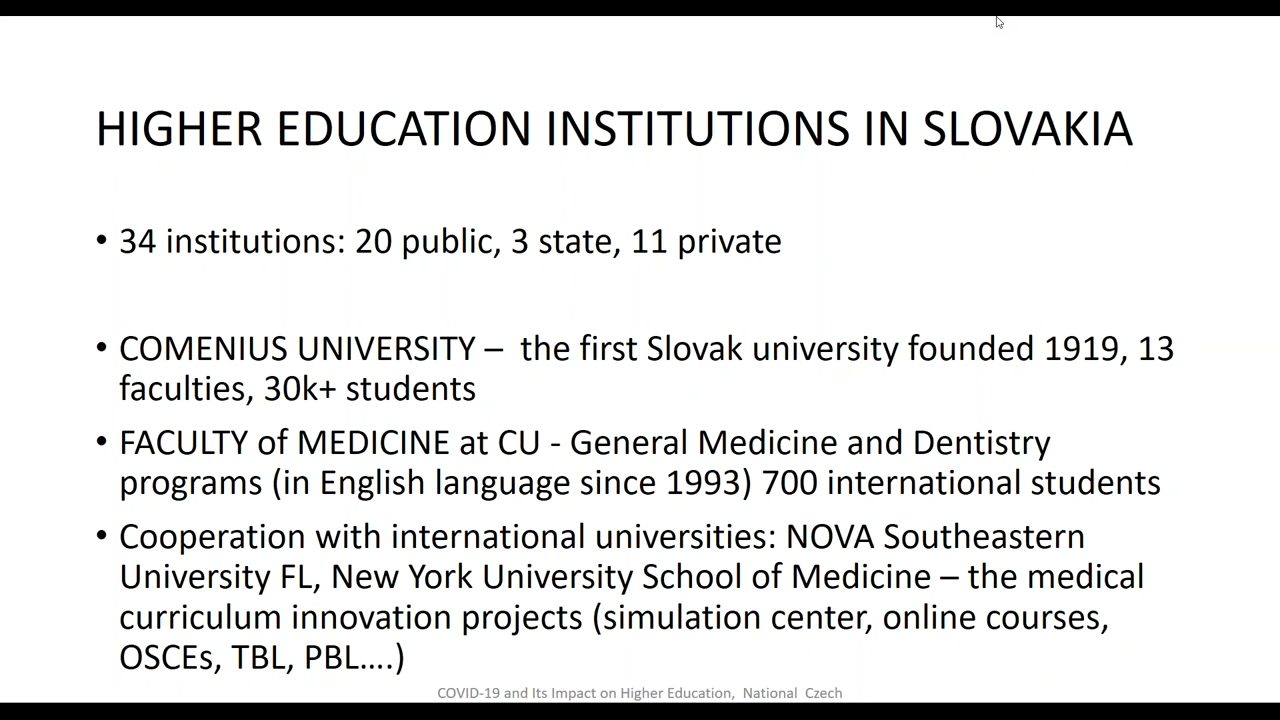 HIGHER EDUCATION INSTITUTIONS IN SLOVAKIA
• 34 institutions: 20 public, 3 state, 11 private
• COMENIUS UNIVERSITY –  the first Slovak university founded 1919, 13
faculties, 30k+ students
• FACULTY of MEDICINE at CU - General Medicine and Dentistry
programs (in English language since 1993) 700 international students
• Cooperation with international universities: NOVA Southeastern
University FL, New York University School of Medicine – the medical
curriculum innovation projects (simulation center, online courses,
OSCEs, TBL, PBL....)
COVID-19 and Its Impact on Higher Education,  National  Czech